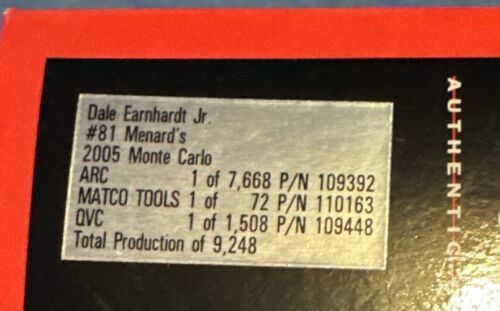 Dale Earnhardt Jr.
#81 Menard's
2005 Monte Carlo
ARC 1 of 7,668 P/N 109392
MATCO TOOLS 1 of 72 P/N 110163
QVC 1 of 1,508 P/N 109448
Total Production of 9,248